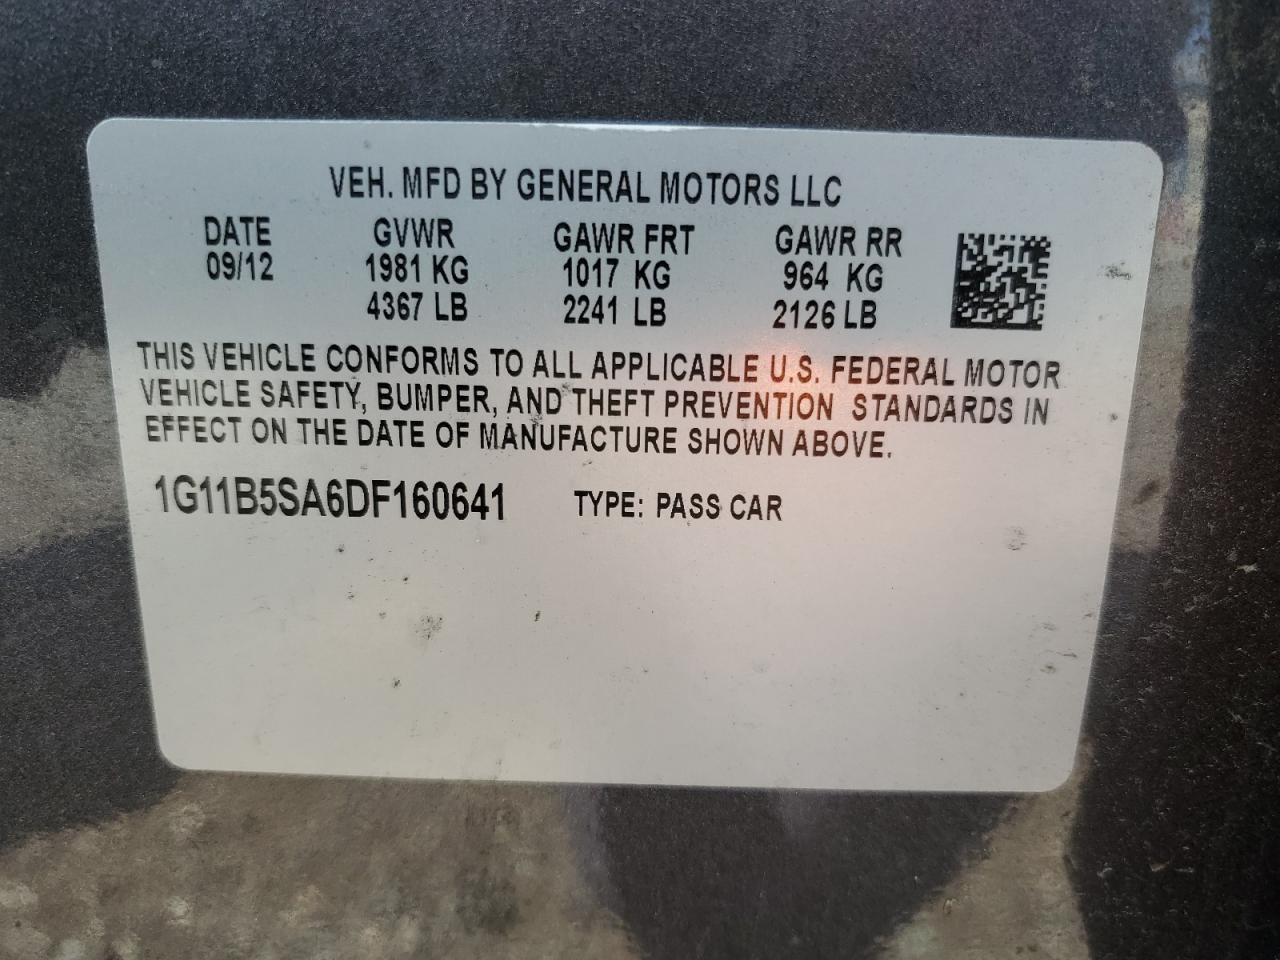 VEH. MFD BY GENERAL MOTORS LLC
DATE GVWR GAWR FRT GAWR RR
09/12 1981 KG 1017 KG 964 KG
4367 LB 2241 LB 2126 LB
THIS VEHICLE CONFORMS TO ALL APPLICABLE U.S. FEDERAL MOTOR
VEHICLE SAFETY, BUMPER, AND THEFT PREVENTION STANDARDS IN
EFFECT ON THE DATE OF MANUFACTURE SHOWN ABOVE.
1G11B5SA6DF160641 TYPE: PASS CAR